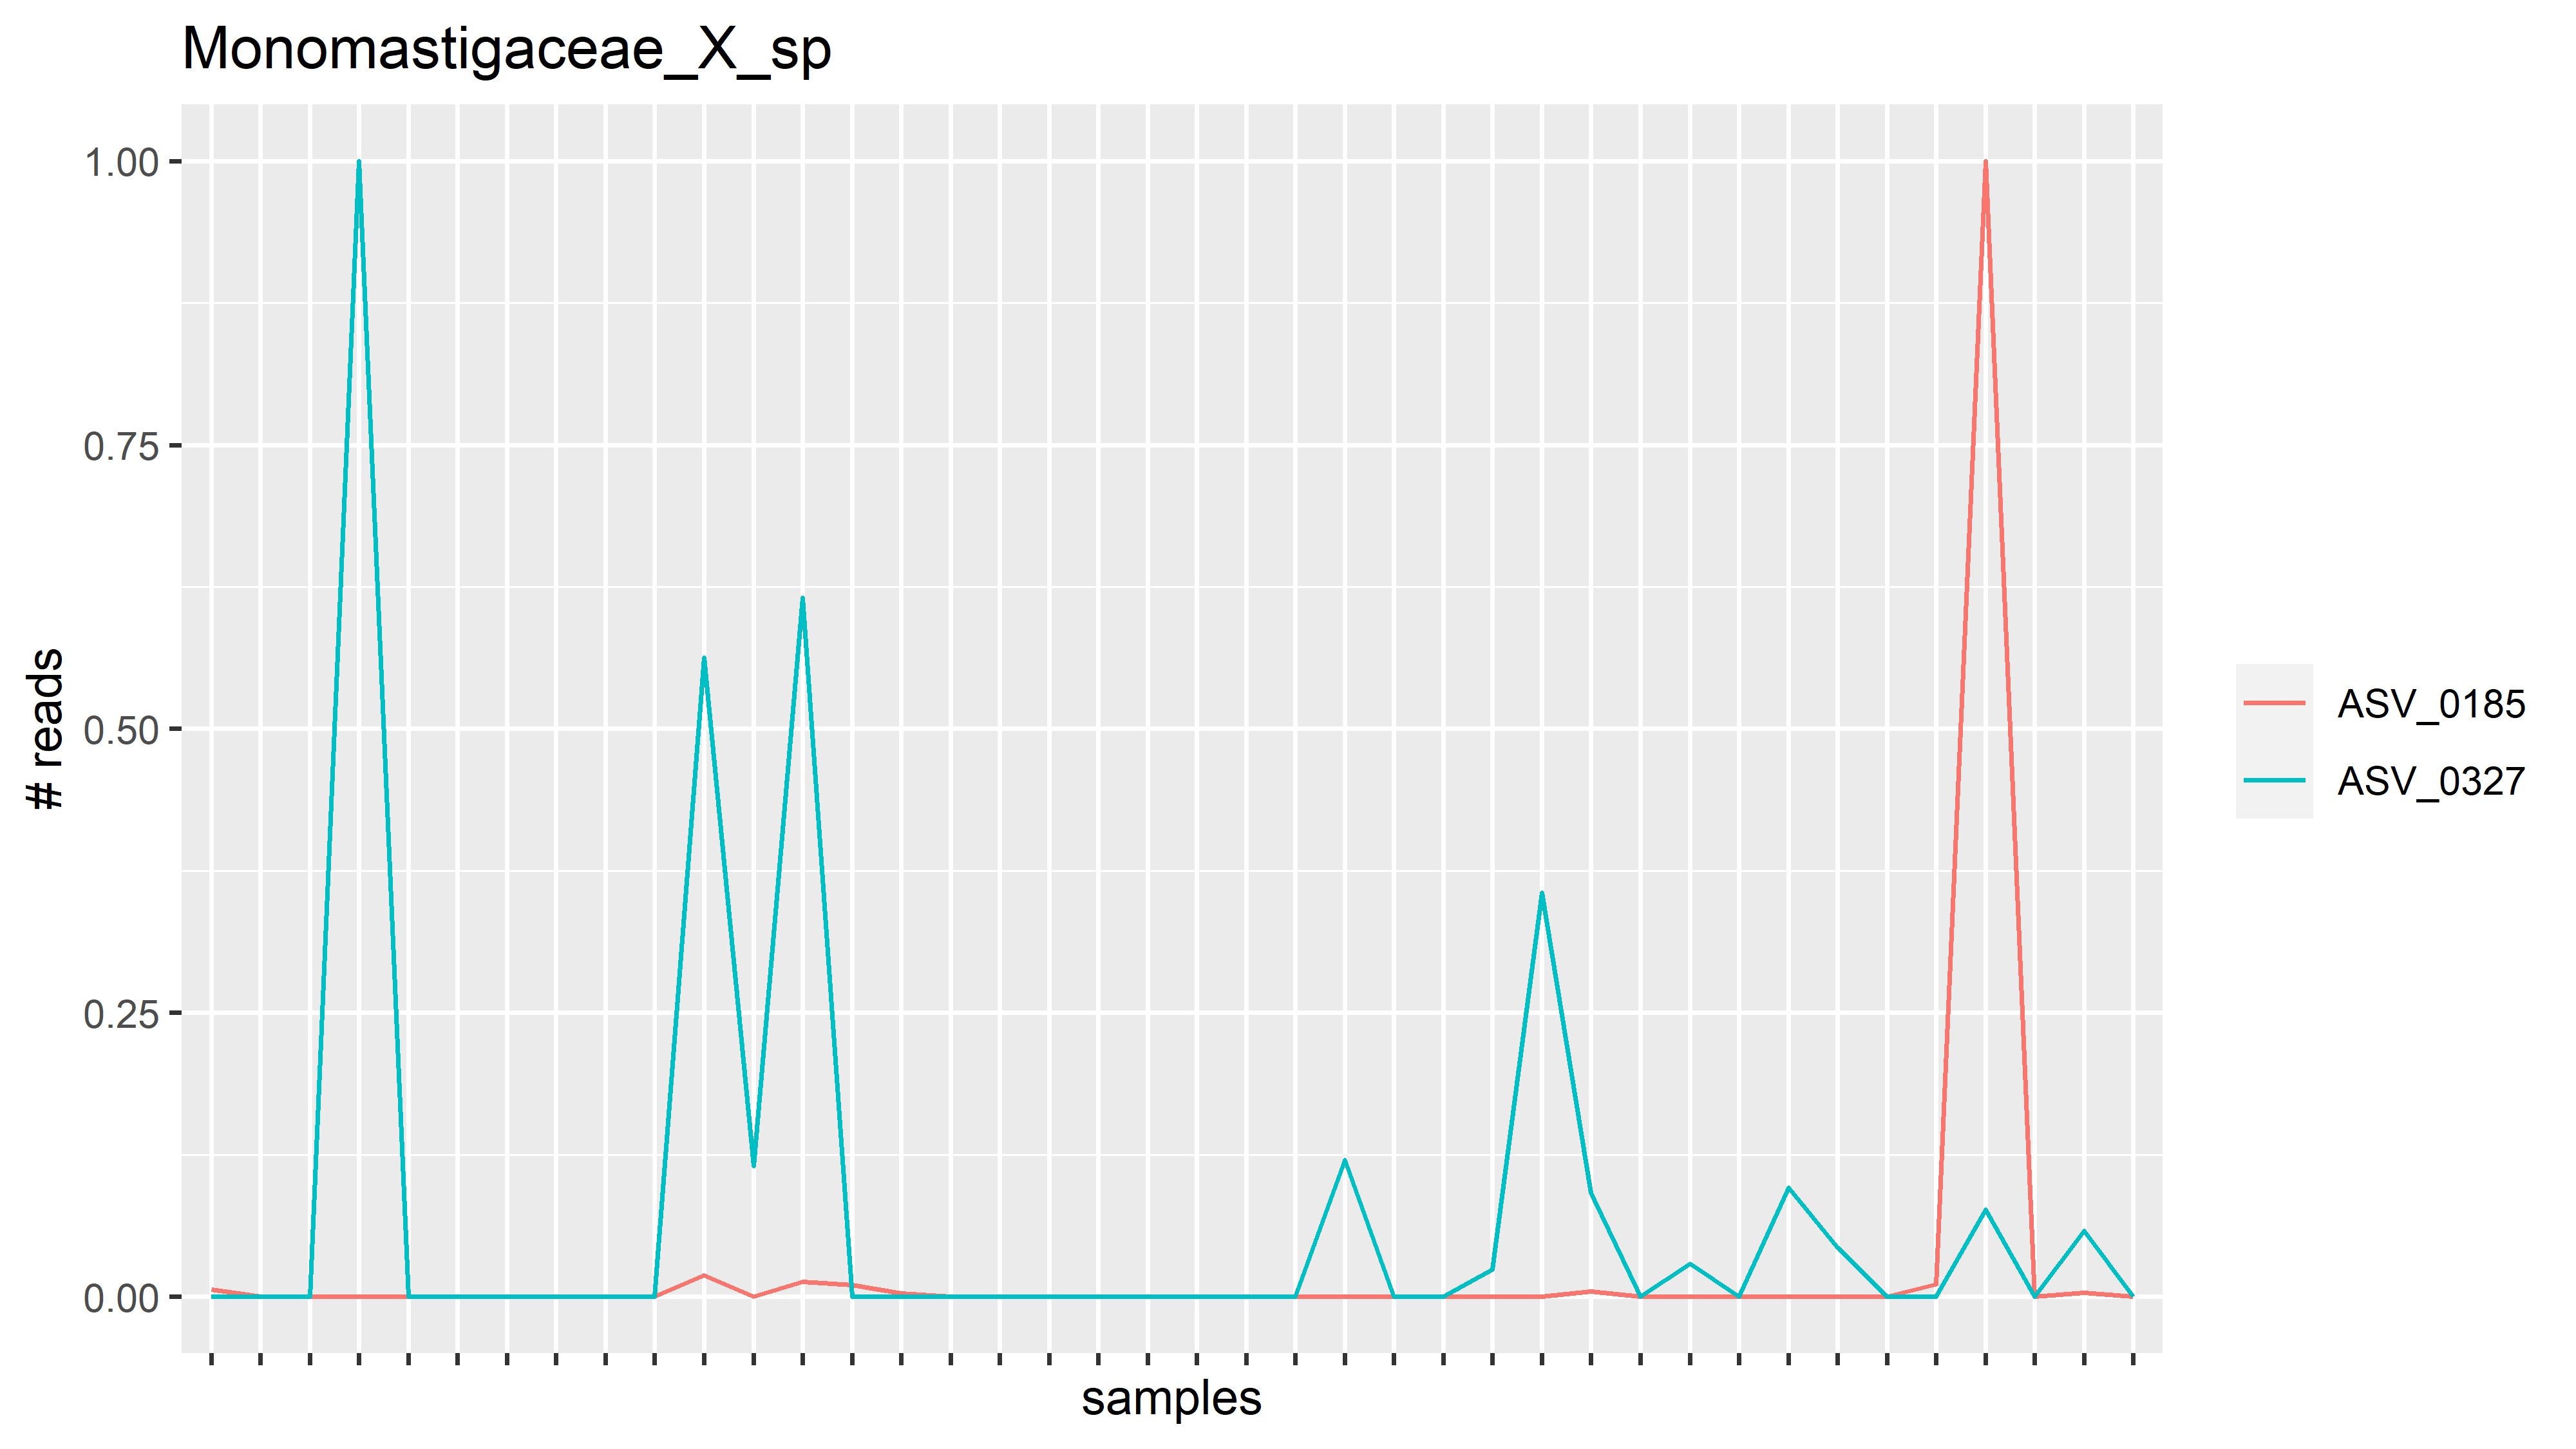 Monomastigaceae_X_sp
1.00
0.75
0.50
0.25
0.00
# reads
samples
ASV_0185
ASV_0327